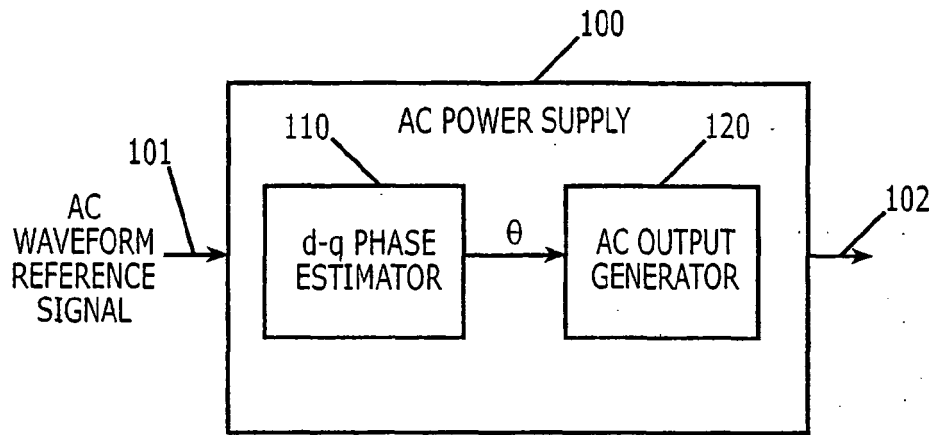 100
AC POWER SUPPLY
110
120
101
102
AC
WAVEFORM
REFERENCE
SIGNAL
d-q PHASE
ESTIMATOR
θ
AC OUTPUT
GENERATOR